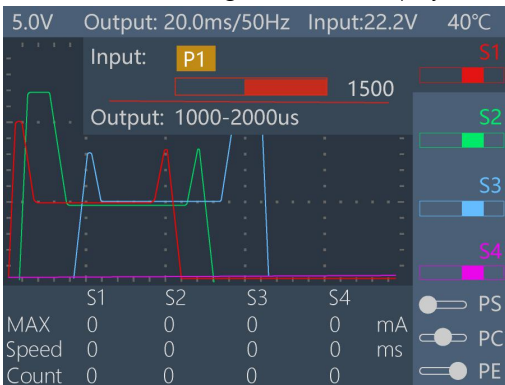 5.0V Output: 20.0ms/50Hz Input:22.2V 40°C
Input: P1
1500
Output: 1000-2000us
S1
S2
S3
S4
S1 S2 S3 S4
MAX 0 0 0 0 mA
Speed 0 0 0 0 ms
Count 0 0 0 0
PS
PC
PE